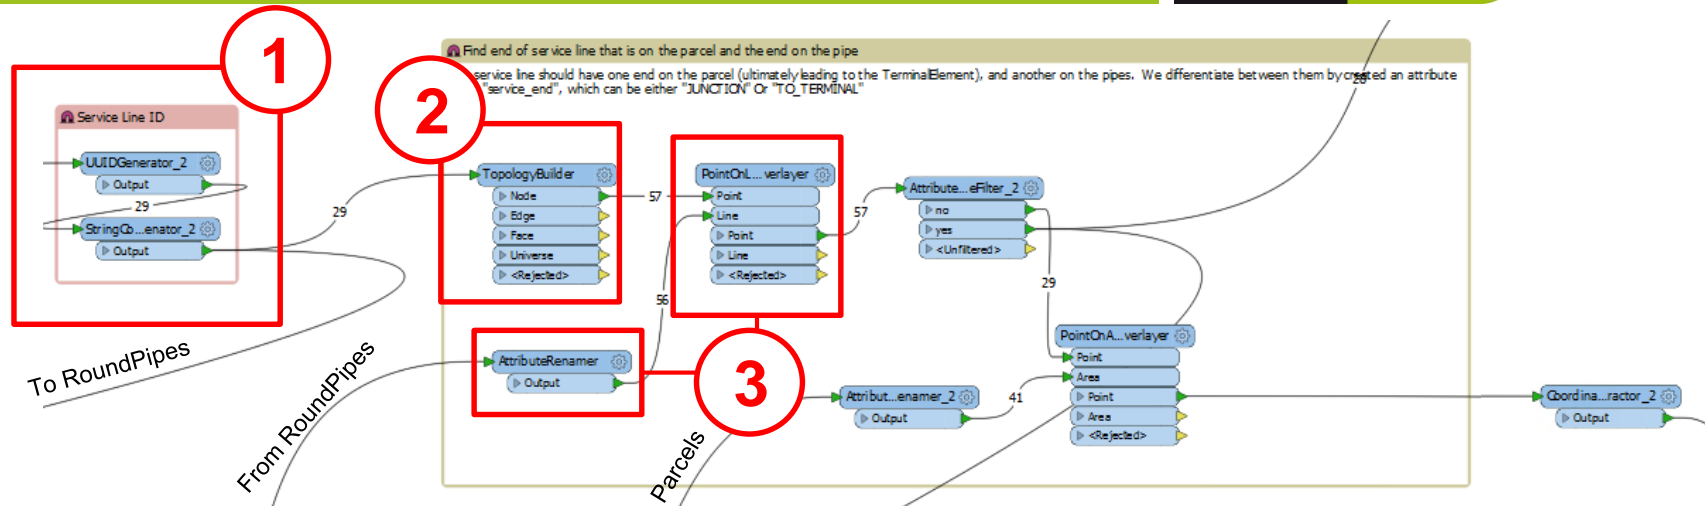 1
Find end of service line that is on the parcel and the end on the pipe
2
service line should have one end on the parcel (ultimately leading to the TerminalElement), and another on the pipes. We differentiate between them by created an attribute
"service_end", which can be either "JUNCTION" Or "TO_TERMINAL"
Service Line ID
UUIDGenerator_2
Output
29
StringCo...enator_2
Output
29
TopologyBuilder
Node
Edge
Face
Universe
<Rejected>
57
PointOnL... verlayer
Point
Line
Point
Line
<Rejected>
57
56
Attribute...eFilter_2
no
yes
<Unfiltered>
29
AttributeRenamer
Output
3
To RoundPipes
From RoundPipes
Parcels
Attribut...enamer_2
Output
41
PointOnA...verlayer
Point
Area
Point
Area
<Rejected>
Coordina...ractor_2
Output